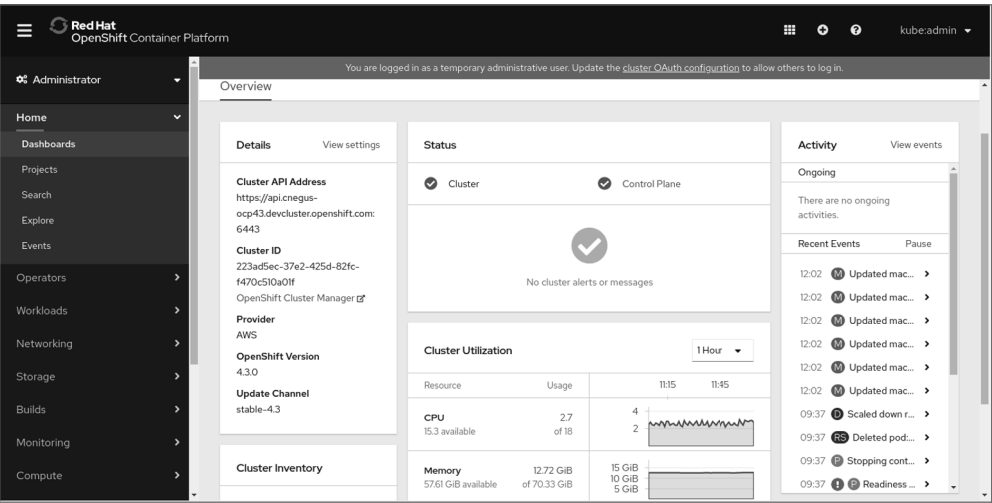 Red Hat
OpenShift Container Platform
kube:admin
Administrator
You are logged in as a temporary administrative user. Update the cluster OAuth configurstion to allow others to log in.
Home
Dashboards
Projects
Search
Explore
Events
Operators
Workloads
Networking
Storage
Builds
Monitoring
Compute
Overview
Details View settings
Cluster API Address
https://api.cnegus-
ocp43.devcluster.openshift.com:
6443
Cluster ID
223ad5ec-37e2-425d-82fc-
f470c510a01f
OpenShift Cluster Manager
Provider
AWS
OpenShift Version
4.3.0
Update Channel
stable-4.3
Cluster Inventory
Status
Cluster Control Plane
No cluster alerts or messages
Cluster Utilization 1 Hour
Resource Usage 11:15 11:45
CPU 2.7 4
15.3 available of 18 2
Memory 12.72 GiB 15 GiB
57.61 GiB available of 70.33 GiB 10 GiB
5 GiB
Activity View events
Ongoing
There are no ongoing
activities.
Recent Events Pause
12:02 M Updated mac...
12:02 M Updated mac...
12:02 M Updated mac...
12:02 M Updated mac...
12:02 M Updated mac...
12:02 M Updated mac...
09:37 D Scaled down r...
09:37 RS Deleted pod:...
09:37 P Stopping cont...
09:37 P Readiness ...